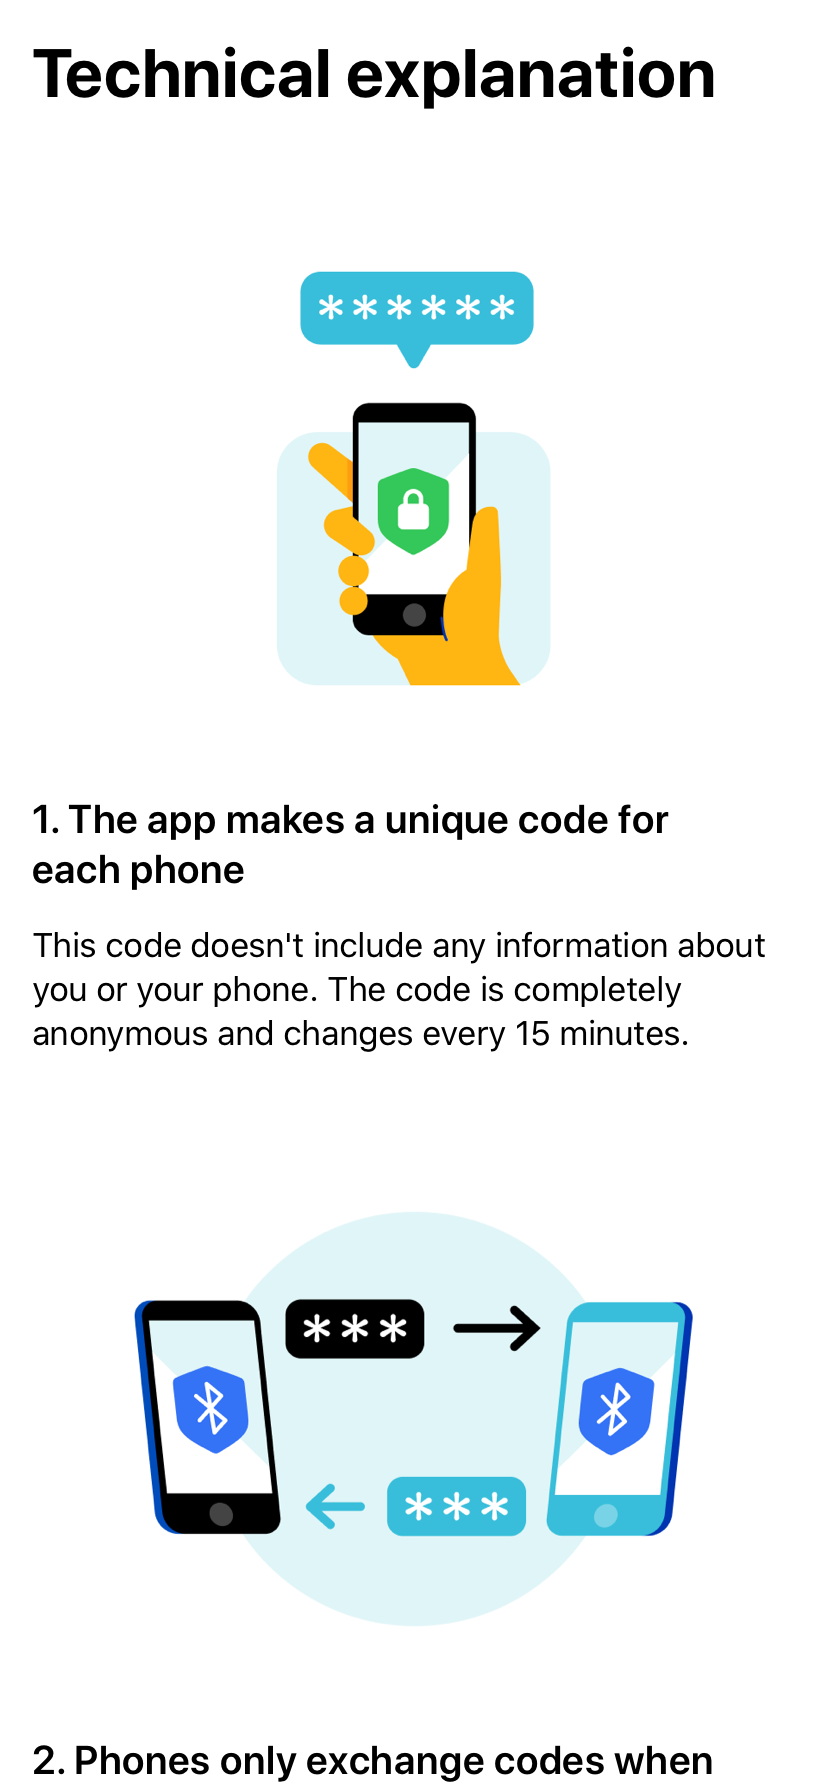 Technical explanation
******
1. The app makes a unique code for
each phone
This code doesn't include any information about
you or your phone. The code is completely
anonymous and changes every 15 minutes.
***
***
2. Phones only exchange codes when